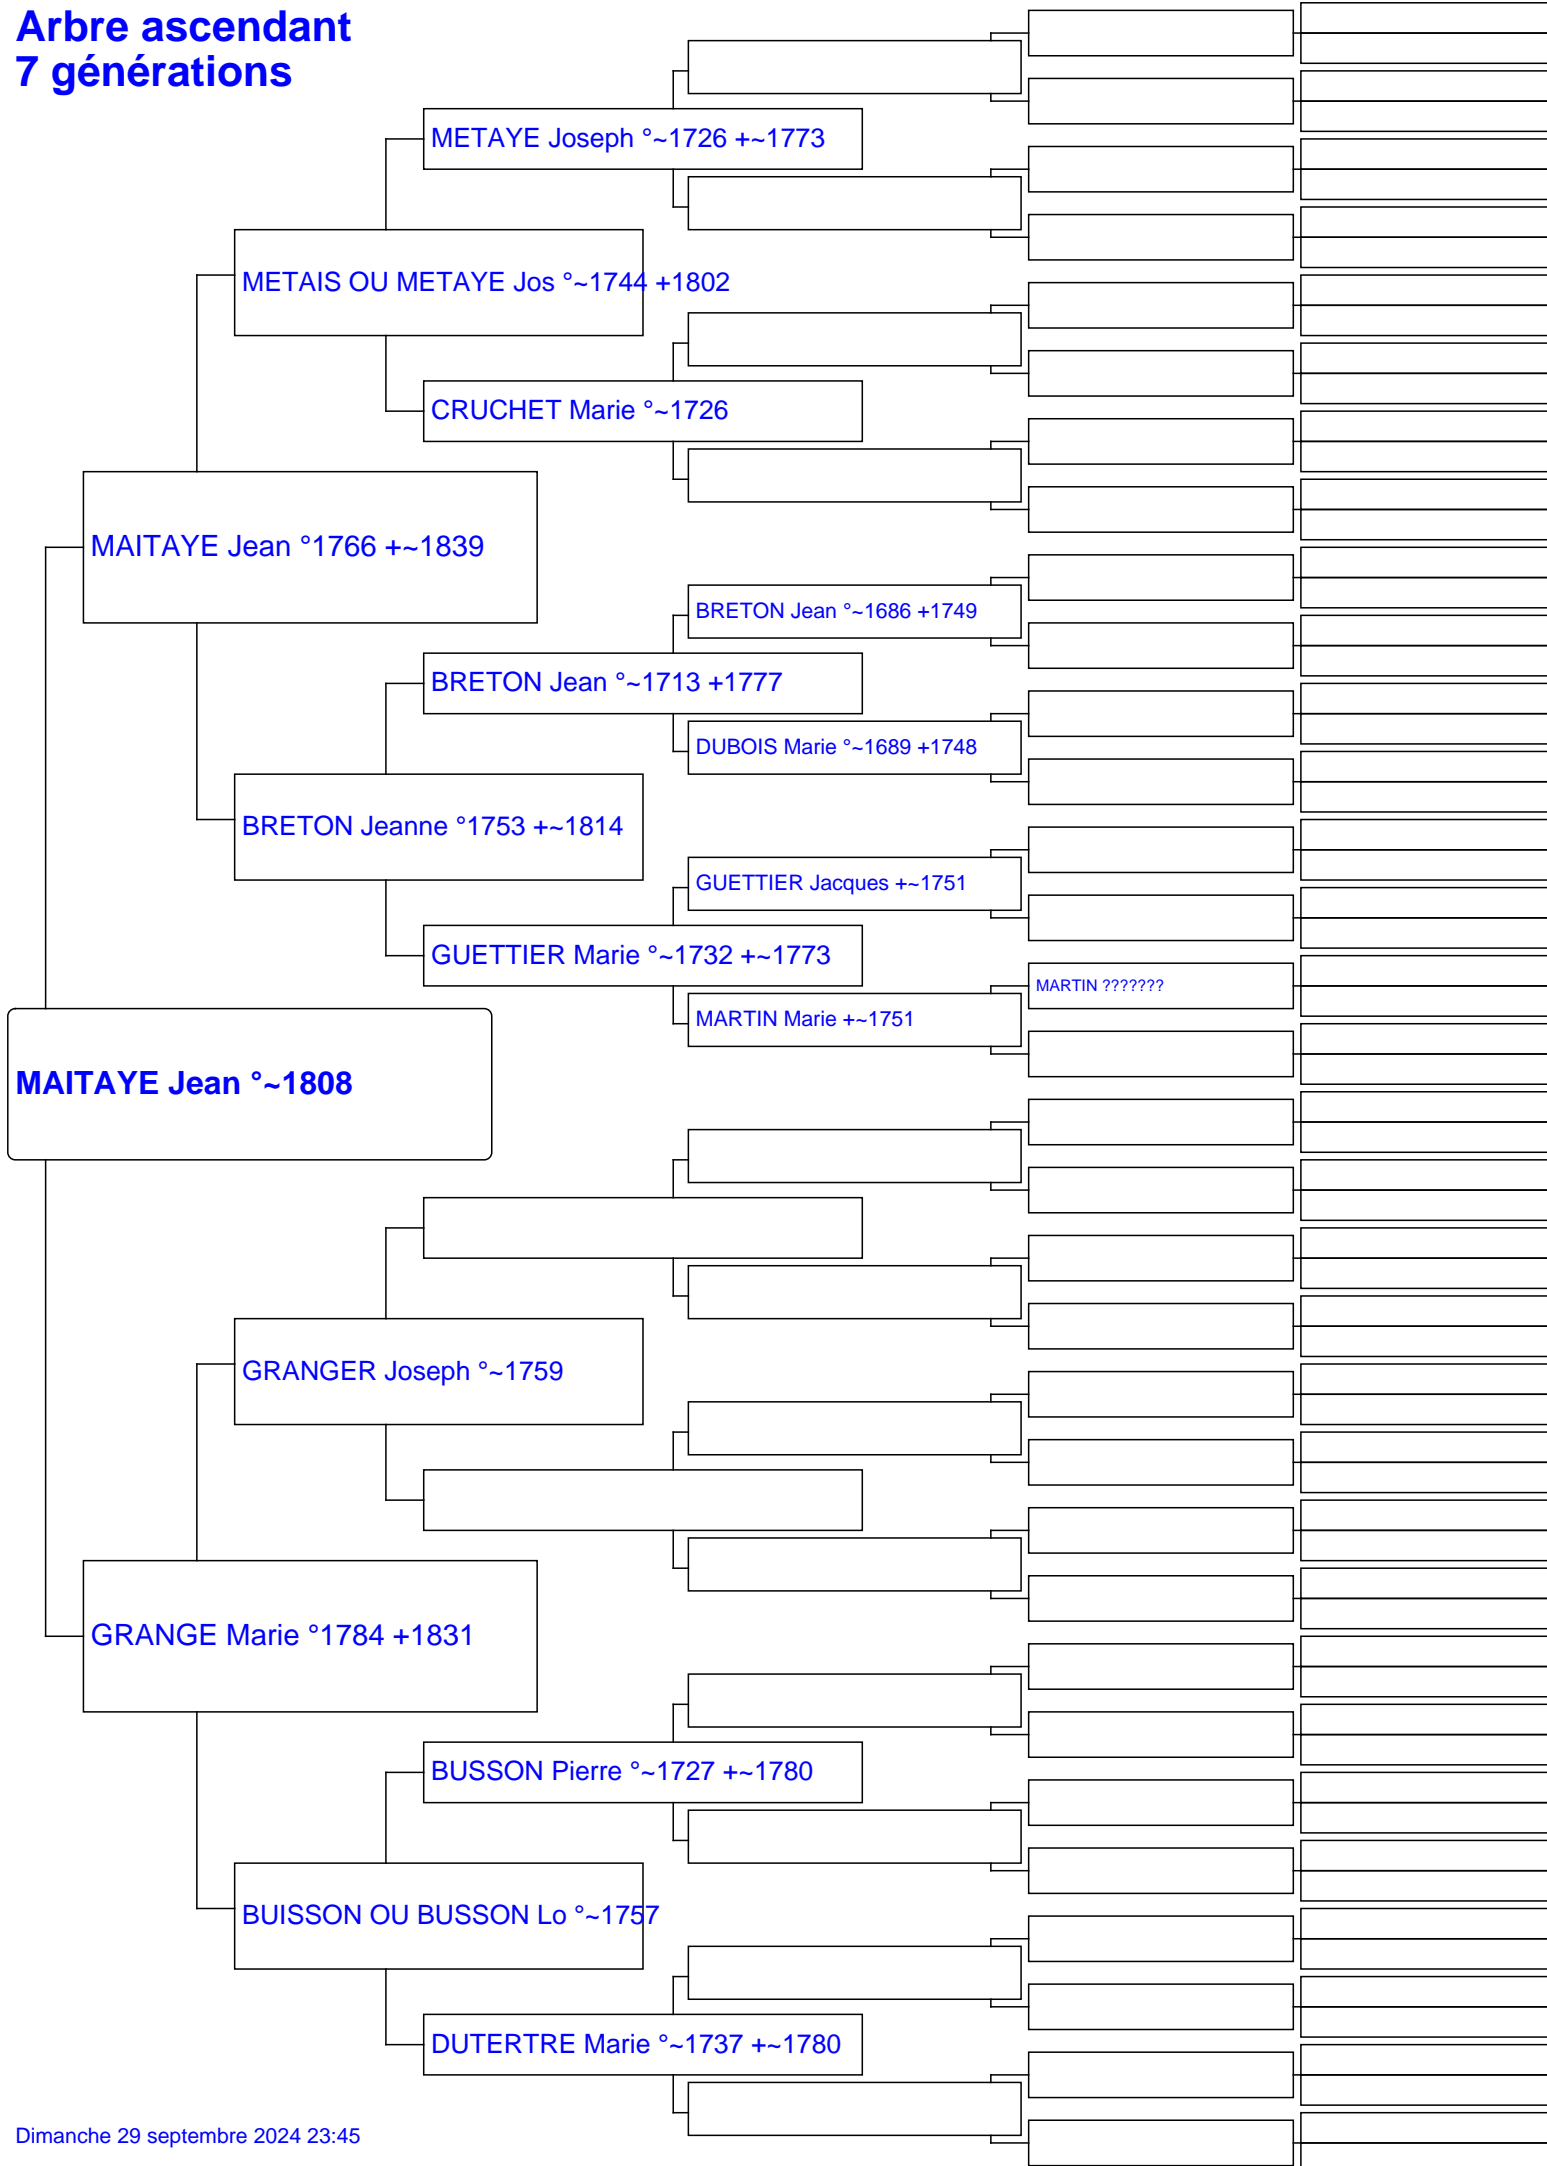 Arbre ascendant
7 générations
METAYE Joseph °~1726 +~1773
METAIS OU METAYE Jos °~1744 +1802
CRUCHET Marie °~1726
MAITAYE Jean °1766 +~1839
BRETON Jean °~1686 +1749
BRETON Jean °~1713 +1777
DUBOIS Marie °~1689 +1748
BRETON Jeanne °1753 +~1814
GUETTIER Jacques +~1751
GUETTIER Marie °~1732 +~1773
MARTIN ???????
MARTIN Marie +~1751
MAITAYE Jean °~1808
GRANGER Joseph °~1759
GRANGE Marie °1784 +1831
BUSSON Pierre °~1727 +~1780
BUISSON OU BUSSON Lo °~1757
DUTERTRE Marie °~1737 +~1780
Dimanche 29 septembre 2024 23:45